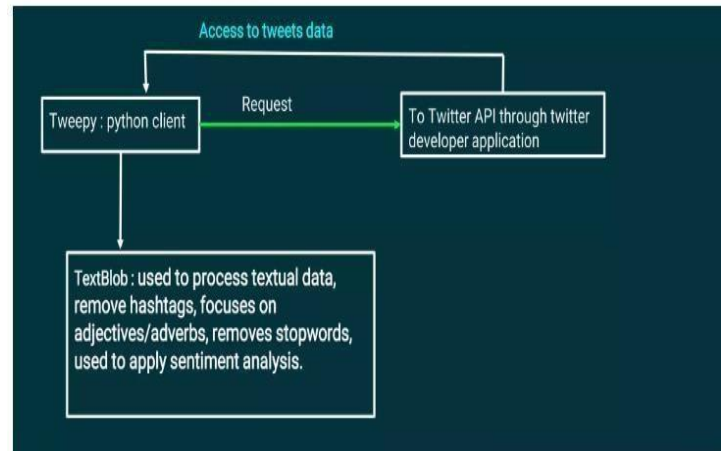 Access to tweets data
Tweepy : python client
Request
To Twitter API through twitter
developer application
TextBlob : used to process textual data,
remove hashtags, focuses on
adjectives/adverbs, removes stopwords,
used to apply sentiment analysis.